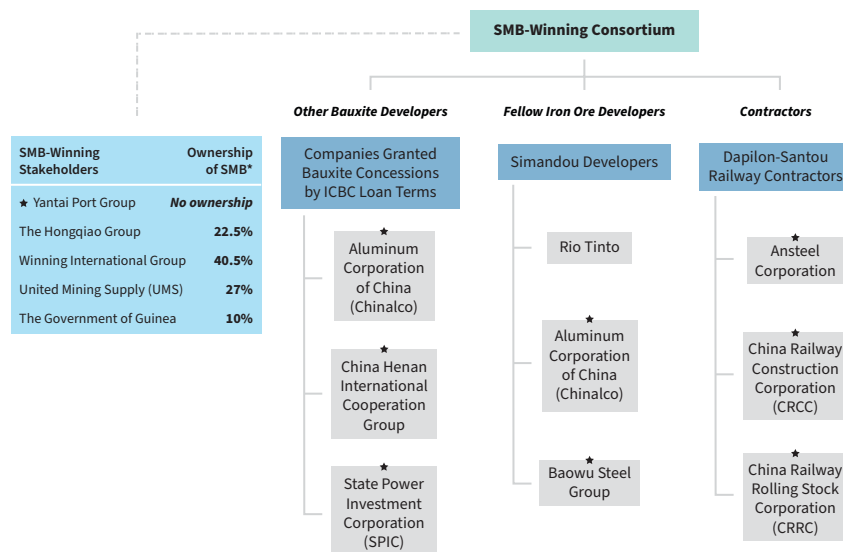 SMB-Winning Consortium
Other Bauxite Developers
Fellow Iron Ore Developers
Contractors
SMB-Winning
Stakeholders
Ownership
of SMB*
★ Yantai Port Group No ownership
The Hongqiao Group 22.5%
Winning International Group 40.5%
United Mining Supply (UMS) 27%
The Government of Guinea 10%
Companies Granted
Bauxite Concessions
by ICBC Loan Terms
★
Aluminum
Corporation
of China
(Chinalco)
★
China Henan
International
Cooperation
Group
★
State Power
Investment
Corporation
(SPIC)
Simandou Developers
Rio Tinto
★
Aluminum
Corporation
of China
(Chinalco)
★
Baowu Steel
Group
Dapilon-Santou
Railway Contractors
★
Ansteel
Corporation
★
China Railway
Construction
Corporation
(CRCC)
★
China Railway
Rolling Stock
Corporation
(CRRC)